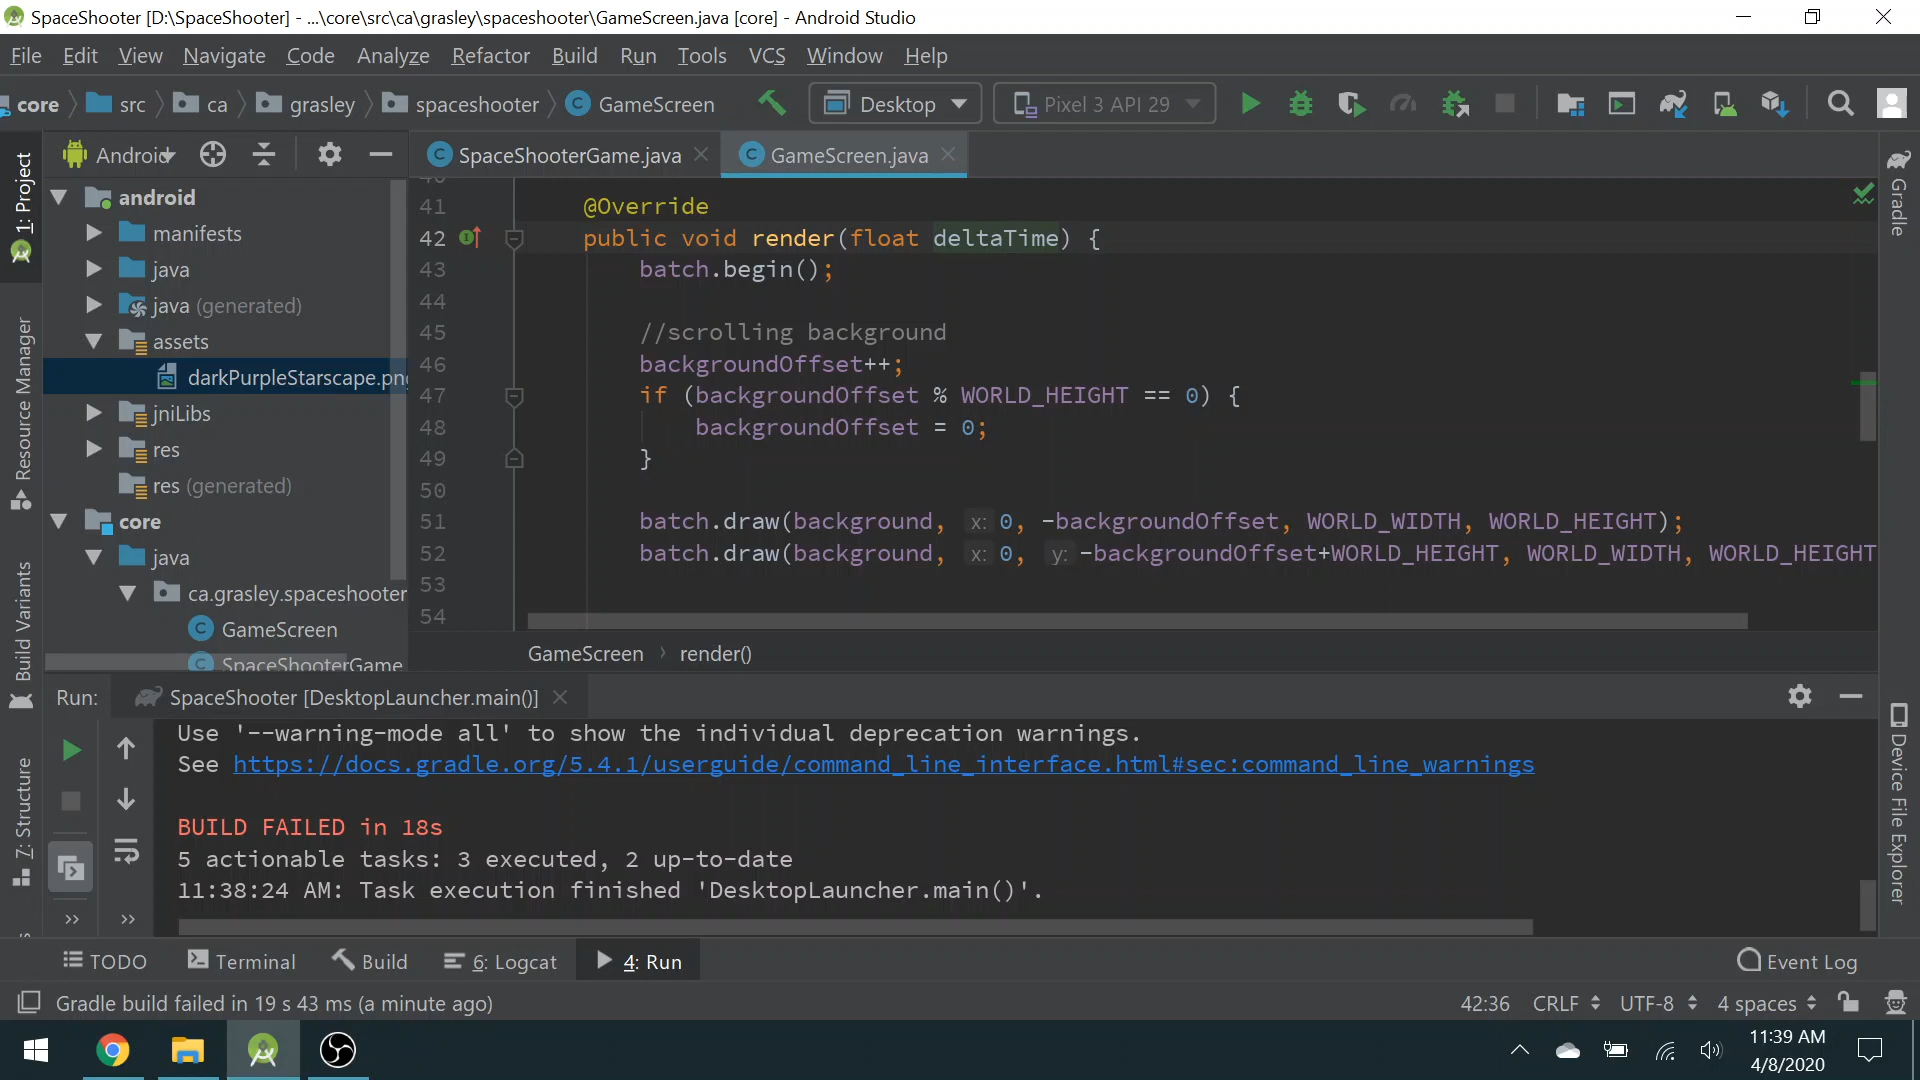 SpaceShooter [D:\SpaceShooter] - ...\core\src\ca\grasley\spaceshooter\GameScreen.java [core] - Android Studio
File Edit View Navigate Code Analyze Refactor Build Run Tools VCS Window Help
core src ca grasley spaceshooter GameScreen Desktop Pixel 3 API 29
Android SpaceShooterGame.java GameScreen.java
1: Project
Resource Manager
Build Variants
7: Structure
android
manifests
java
java (generated)
assets
darkPurpleStarscape.png
jniLibs
res
res (generated)
core
java
ca.grasley.spaceshooter
GameScreen
SpaceShooterGame
41 @Override
42 public void render(float deltaTime) {
43 batch.begin();
44
45 //scrolling background
46 backgroundOffset++;
47 if (backgroundOffset % WORLD_HEIGHT == 0) {
48 backgroundOffset = 0;
49 }
50
51 batch.draw(background, x: 0, -backgroundOffset, WORLD_WIDTH, WORLD_HEIGHT);
52 batch.draw(background, x: 0, y: -backgroundOffset+WORLD_HEIGHT, WORLD_WIDTH, WORLD_HEIGHT
53
54
GameScreen › render()
Gradle
Device File Explorer
Run: SpaceShooter [DesktopLauncher.main()]
Use '--warning-mode all' to show the individual deprecation warnings.
See https://docs.gradle.org/5.4.1/userguide/command_line_interface.html#sec:command_line_warnings
BUILD FAILED in 18s
5 actionable tasks: 3 executed, 2 up-to-date
11:38:24 AM: Task execution finished 'DesktopLauncher.main()'.
TODO Terminal Build 6: Logcat 4: Run Event Log
Gradle build failed in 19 s 43 ms (a minute ago) 42:36 CRLF UTF-8 4 spaces
11:39 AM
4/8/2020